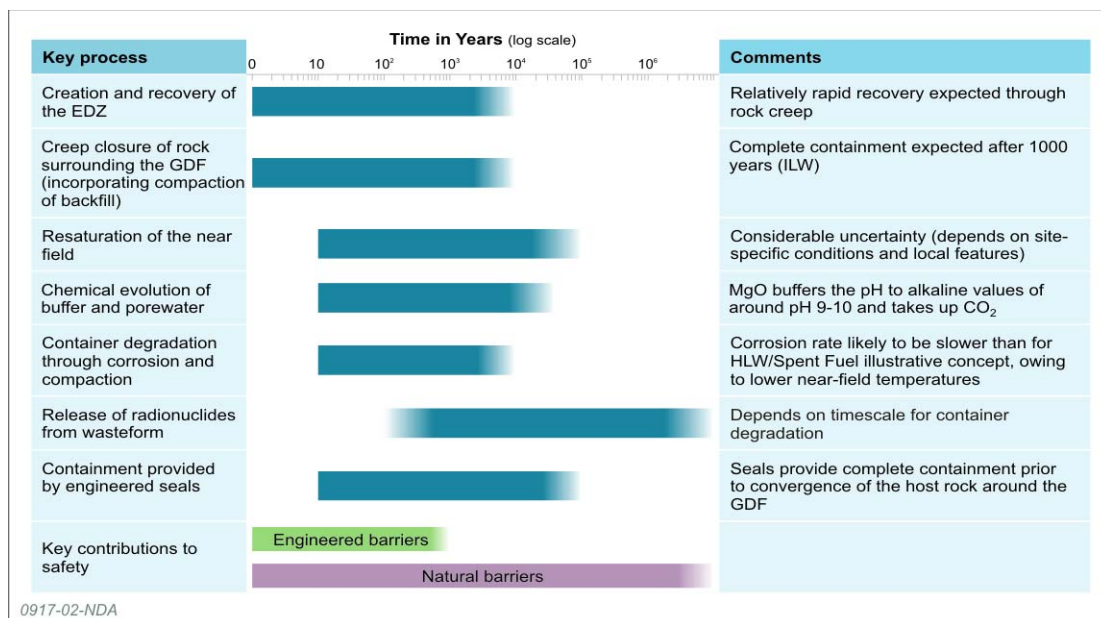 Time in Years (log scale)
Key process
0 10 10² 10³ 10⁴ 10⁵ 10⁶
Comments
Creation and recovery of
the EDZ
Relatively rapid recovery expected through
rock creep
Creep closure of rock
surrounding the GDF
(incorporating compaction
of backfill)
Complete containment expected after 1000
years (ILW)
Resaturation of the near
field
Considerable uncertainty (depends on site-
specific conditions and local features)
Chemical evolution of
buffer and porewater
MgO buffers the pH to alkaline values of
around pH 9-10 and takes up CO₂
Container degradation
through corrosion and
compaction
Corrosion rate likely to be slower than for
HLW/Spent Fuel illustrative concept, owing
to lower near-field temperatures
Release of radionuclides
from wasteform
Depends on timescale for container
degradation
Containment provided
by engineered seals
Seals provide complete containment prior
to convergence of the host rock around the
GDF
Key contributions to
safety
Engineered barriers
Natural barriers
0917-02-NDA